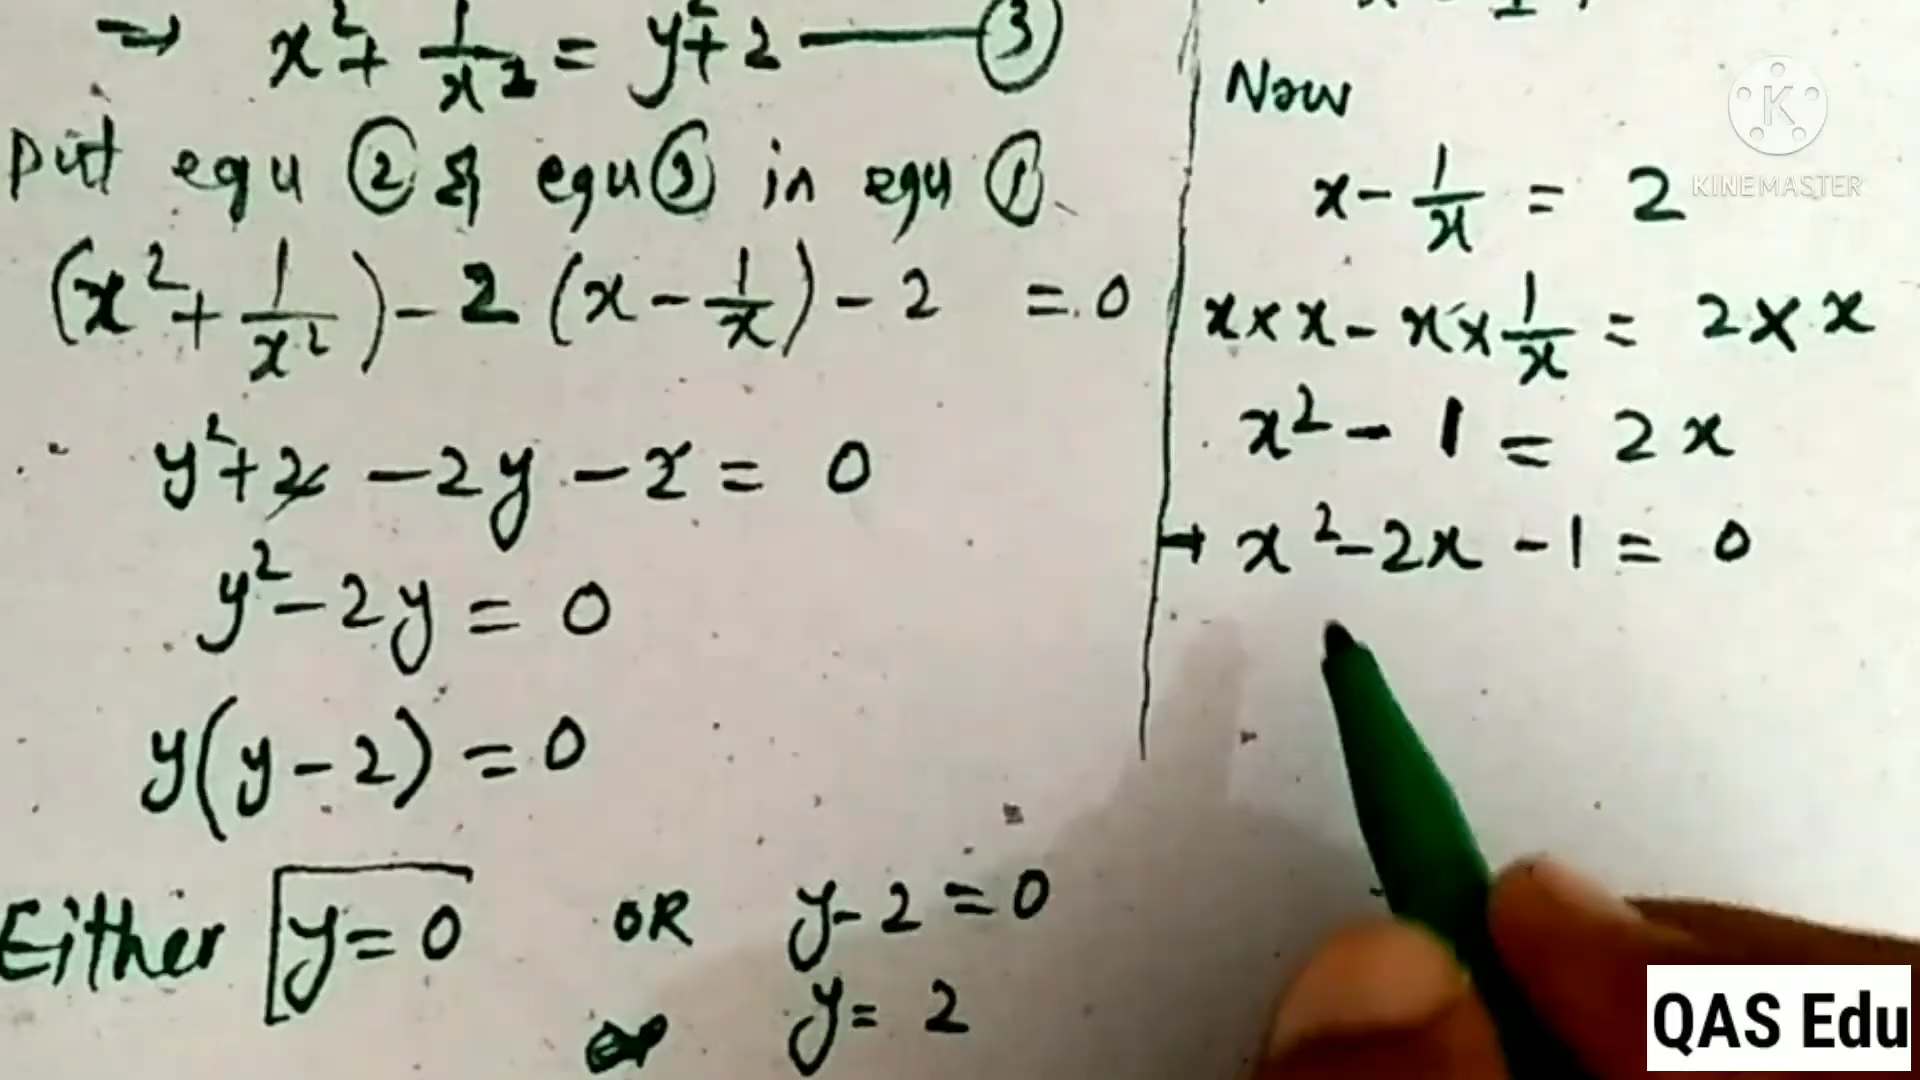 ⇒ x² + 1/x² = y² + 2 —— ③
Put equ ② & equ ③ in equ ①
(x² + 1/x²) - 2 (x - 1/x) - 2 = 0
y² + 2 - 2y - 2 = 0
y² - 2y = 0
y(y - 2) = 0
Either y = 0 OR y - 2 = 0
y = 2
Now
x - 1/x = 2
x × x - x × 1/x = 2 × x
x² - 1 = 2x
→ x² - 2x - 1 = 0
K
KINEMASTER
QAS Edu